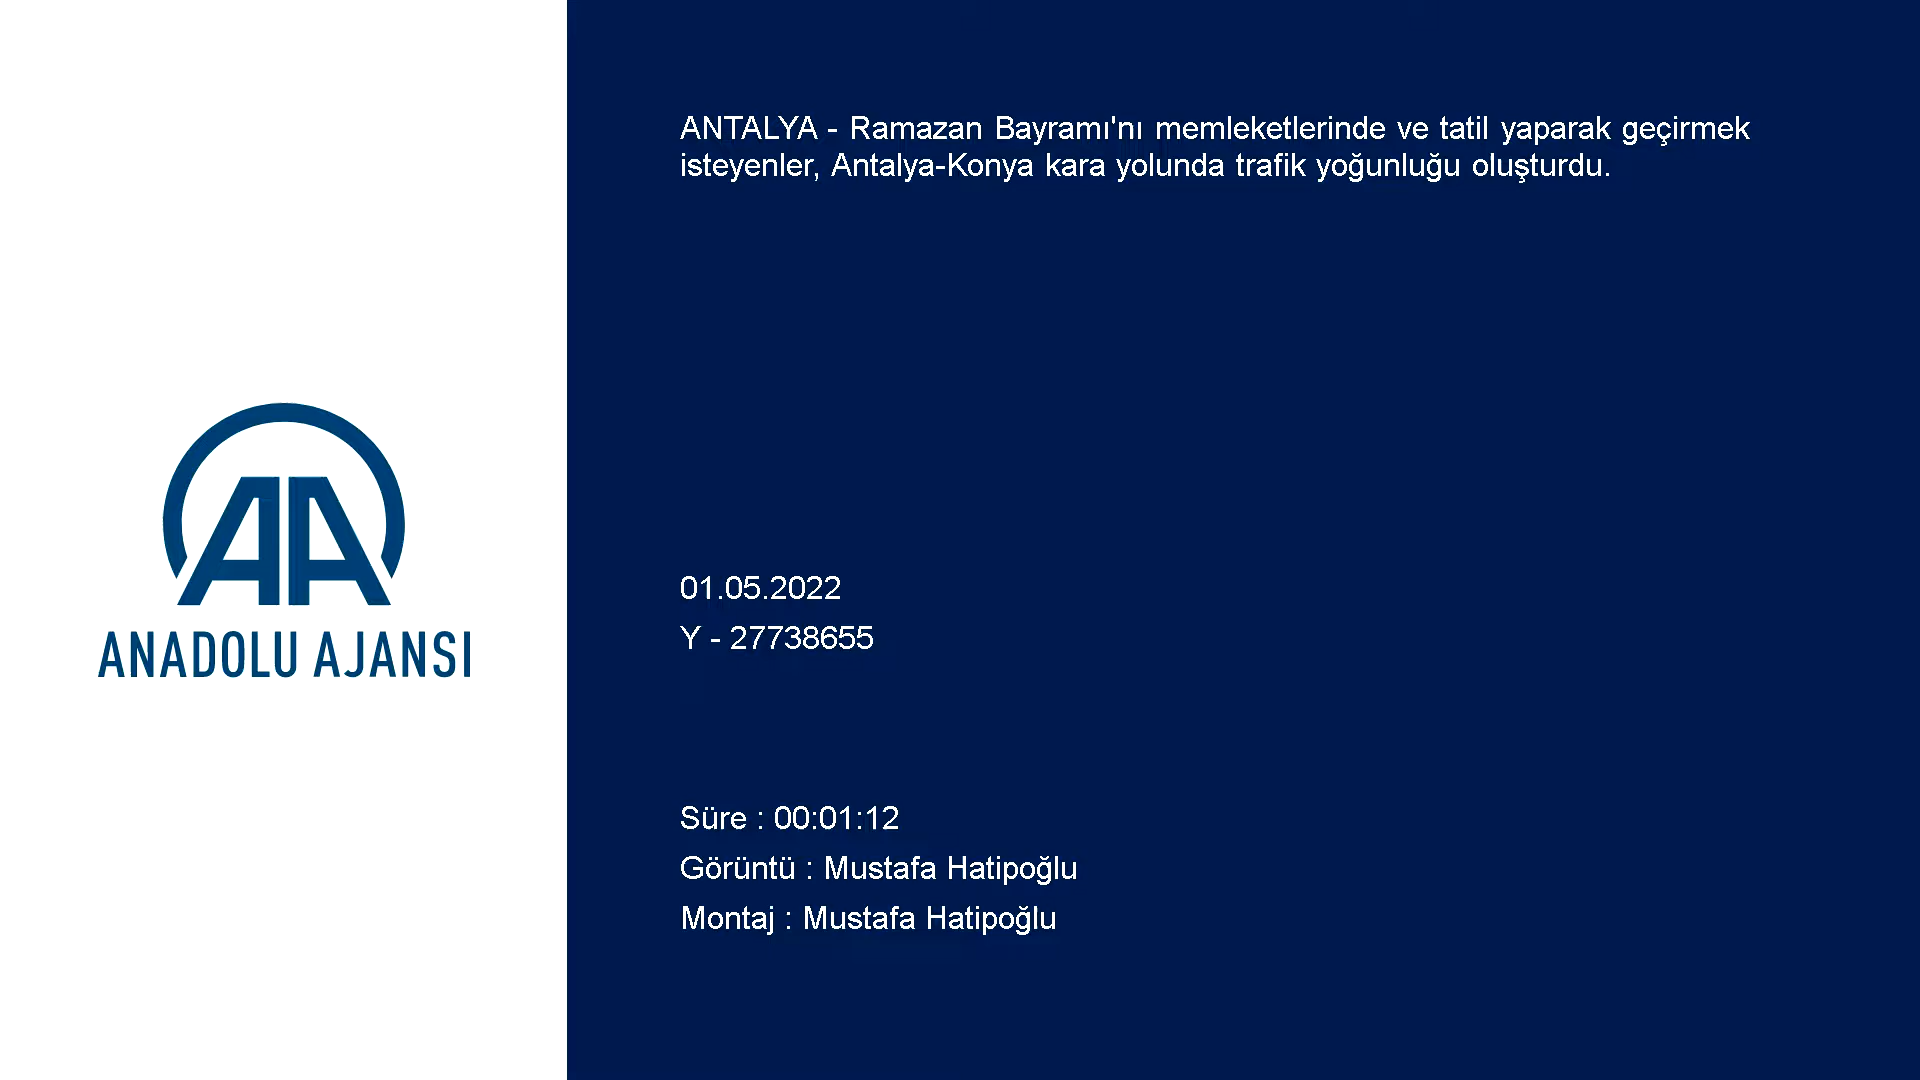 ANTALYA - Ramazan Bayramı'nı memleketlerinde ve tatil yaparak geçirmek
isteyenler, Antalya-Konya kara yolunda trafik yoğunluğu oluşturdu.
AA
ANADOLU AJANSI
01.05.2022
Y - 27738655
Süre : 00:01:12
Görüntü : Mustafa Hatipoğlu
Montaj : Mustafa Hatipoğlu